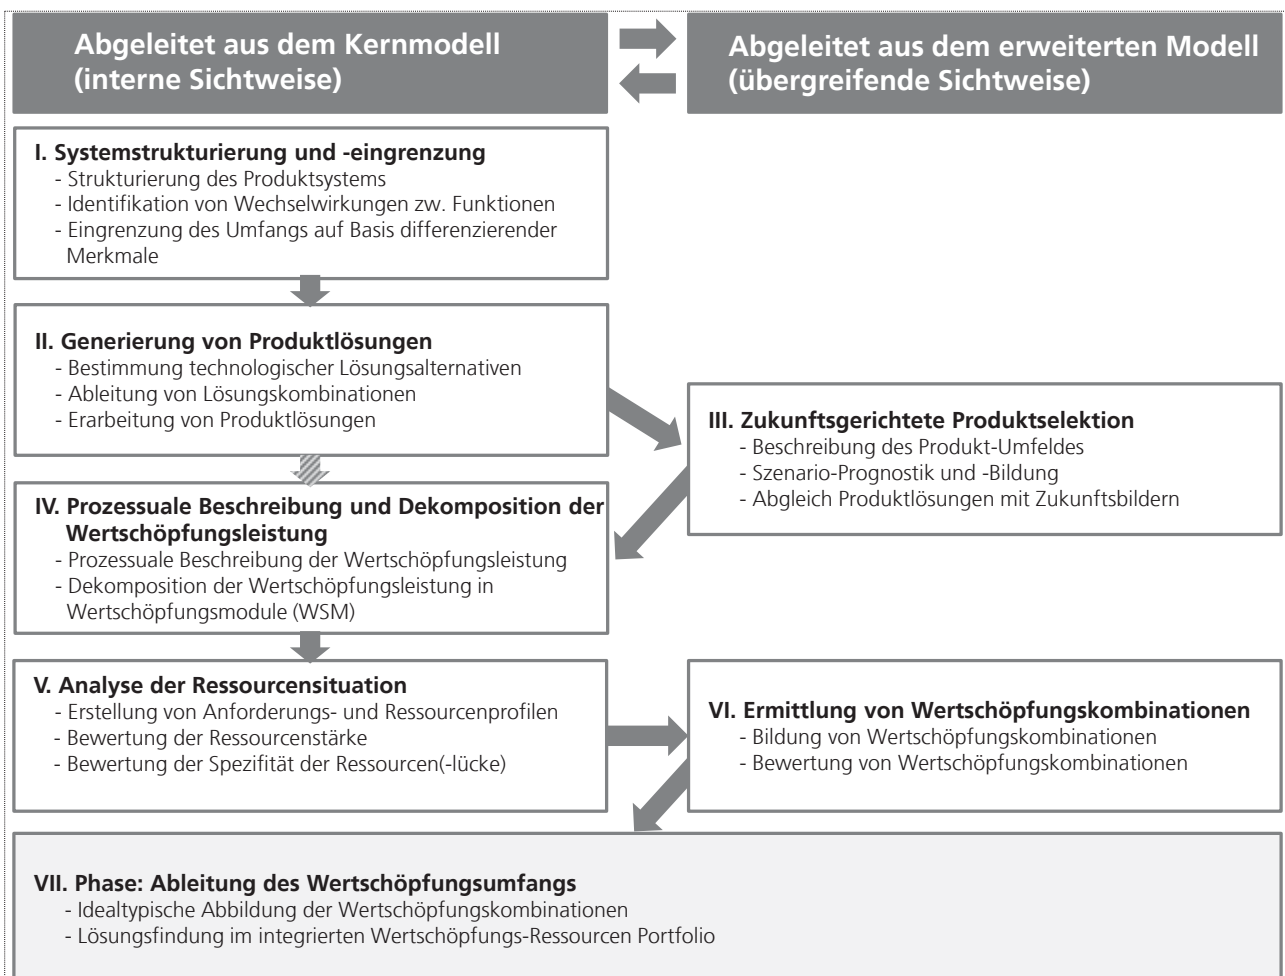 Abgeleitet aus dem Kernmodell
(interne Sichtweise)
Abgeleitet aus dem erweiterten Modell
(übergreifende Sichtweise)
I. Systemstrukturierung und -eingrenzung
- Strukturierung des Produktsystems
- Identifikation von Wechselwirkungen zw. Funktionen
- Eingrenzung des Umfangs auf Basis differenzierender
Merkmale
II. Generierung von Produktlösungen
- Bestimmung technologischer Lösungsalternativen
- Ableitung von Lösungskombinationen
- Erarbeitung von Produktlösungen
III. Zukunftsgerichtete Produktselektion
- Beschreibung des Produkt-Umfeldes
- Szenario-Prognostik und -Bildung
- Abgleich Produktlösungen mit Zukunftsbildern
IV. Prozessuale Beschreibung und Dekomposition der
Wertschöpfungsleistung
- Prozessuale Beschreibung der Wertschöpfungsleistung
- Dekomposition der Wertschöpfungsleistung in
Wertschöpfungsmodule (WSM)
V. Analyse der Ressourcensituation
- Erstellung von Anforderungs- und Ressourcenprofilen
- Bewertung der Ressourcenstärke
- Bewertung der Spezifität der Ressourcen(-lücke)
VI. Ermittlung von Wertschöpfungskombinationen
- Bildung von Wertschöpfungskombinationen
- Bewertung von Wertschöpfungskombinationen
VII. Phase: Ableitung des Wertschöpfungsumfangs
- Idealtypische Abbildung der Wertschöpfungskombinationen
- Lösungsfindung im integrierten Wertschöpfungs-Ressourcen Portfolio